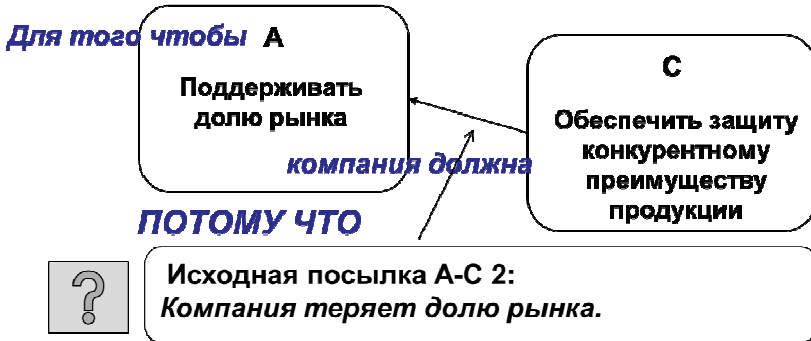 Для того чтобы А
Поддерживать
долю рынка
С
Обеспечить защиту
конкурентному
преимуществу
продукции
компания должна
ПОТОМУ ЧТО
?
Исходная посылка А-С 2:
Компания теряет долю рынка.